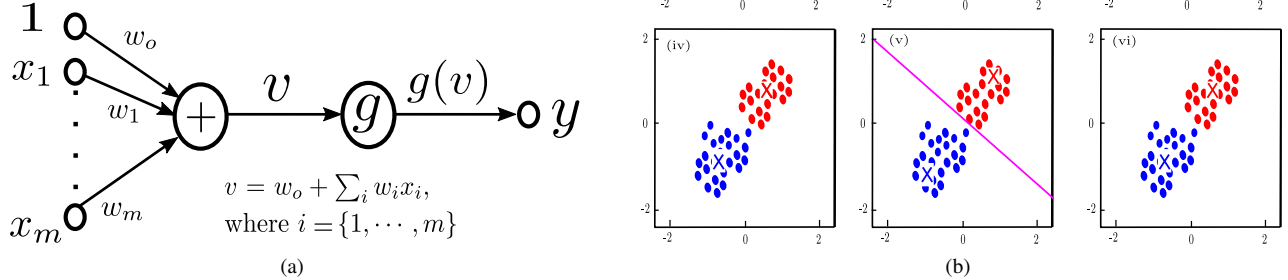 1
w_o
x_1
w_1
+
v
g
g(v)
y
w_m
x_m
v = w_o + ∑_i w_i x_i,
where i = {1, ⋯ , m}
(a)
-2 0 2
-2 0 2
-2 0 2
(iv)
2
0
-2
-2 0 2
X
X
(v)
2
0
-2
-2 0 2
X
X
(vi)
2
0
-2
-2 0 2
X
X
(b)